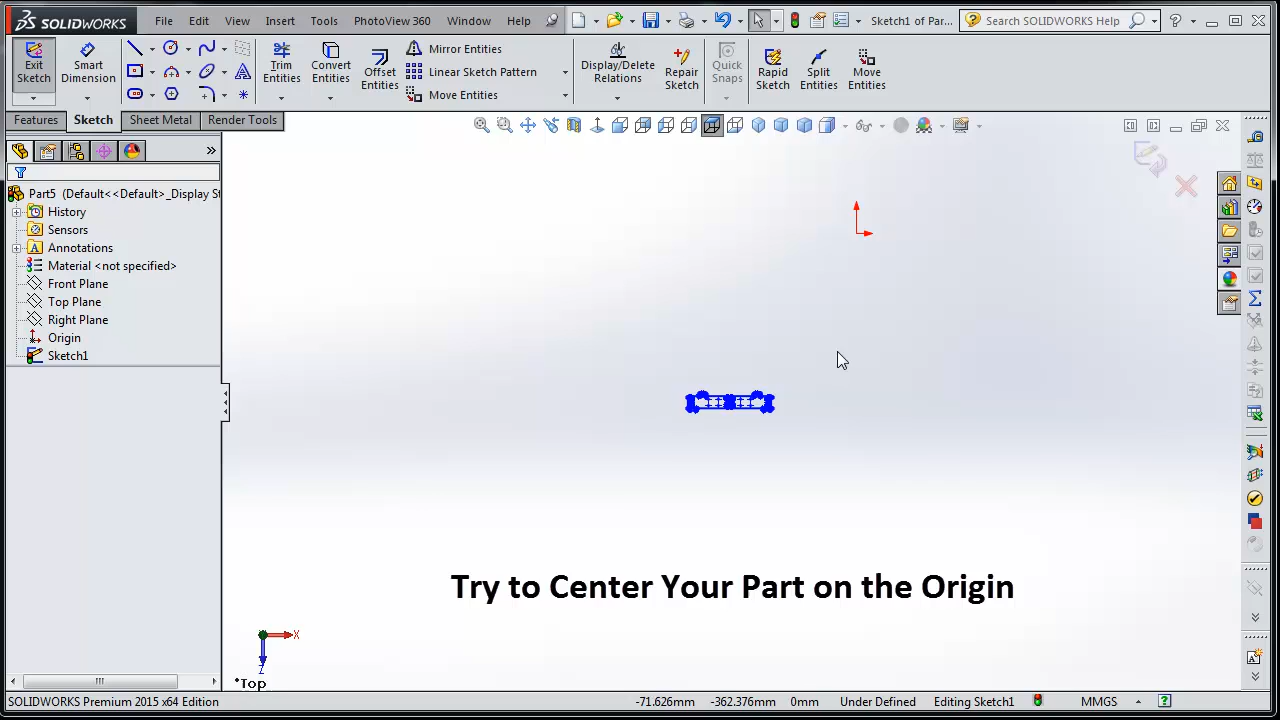 SOLIDWORKS File Edit View Insert Tools PhotoView 360 Window Help Sketch1 of Par... Search SOLIDWORKS Help
Exit Sketch
Smart Dimension
Trim Entities
Convert Entities
Offset Entities
Mirror Entities
Linear Sketch Pattern
Move Entities
Display/Delete Relations
Repair Sketch
Quick Snaps
Rapid Sketch
Split Entities
Move Entities
Features Sketch Sheet Metal Render Tools
Part5 (Default<<Default>_Display St
History
Sensors
Annotations
Material <not specified>
Front Plane
Top Plane
Right Plane
Origin
Sketch1
Try to Center Your Part on the Origin
X
Z
*Top
SOLIDWORKS Premium 2015 x64 Edition -71.626mm -362.376mm 0mm Under Defined Editing Sketch1 MMGS